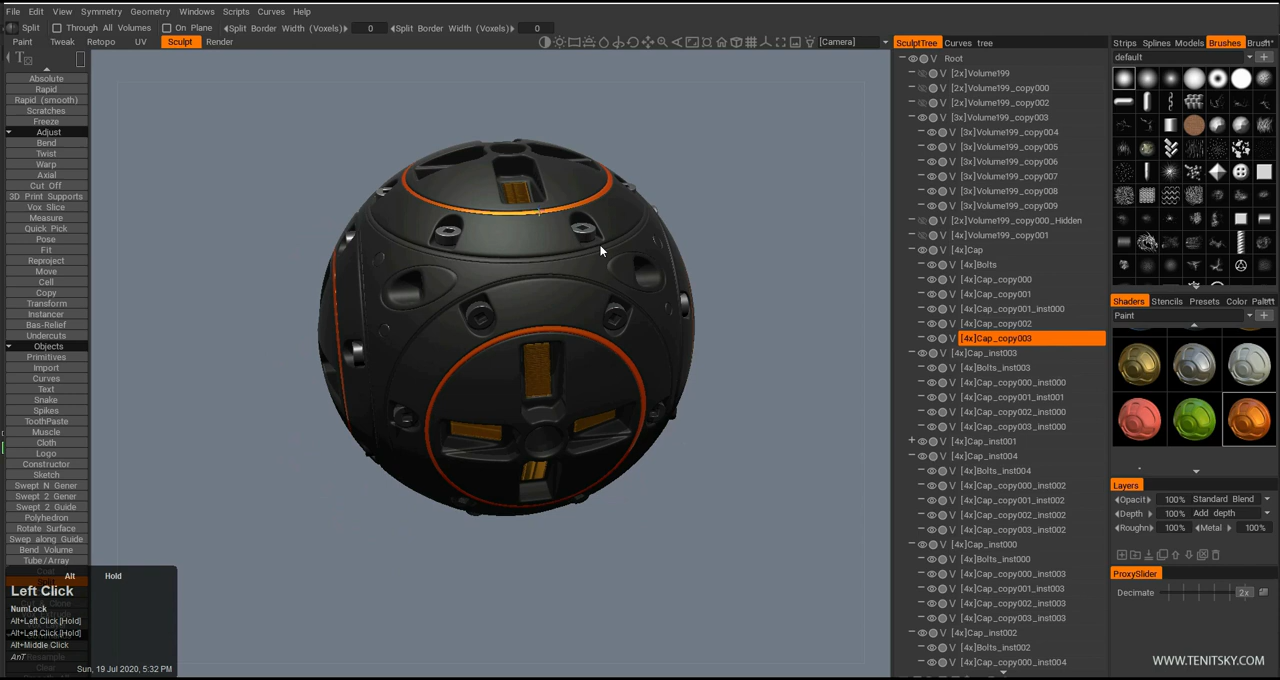 File Edit View Symmetry Geometry Windows Scripts Curves Help
Split Through All Volumes On Plane Split Border Width (Voxels) 0 Split Border Width (Voxels) 0
Paint Tweak Retopo UV Sculpt Render [Camera]
Absolute
Rapid
Rapid (smooth)
Scratches
Freeze
Adjust
Bend
Twist
Warp
Axial
Cut Off
3D Print Supports
Vox Slice
Measure
Quick Pick
Pose
Fit
Reproject
Move
Cell
Copy
Transform
Instancer
Bas-Relief
Undercuts
Objects
Primitives
Import
Curves
Text
Snake
Spikes
ToothPaste
Muscle
Cloth
Logo
Constructor
Sketch
Swept N Gener
Swept 2 Gener
Swept 2 Guide
Polyhedron
Rotate Surface
Swep along Guide
Bend Volume
Tube/Array
Alt Hold
Left Click
NumLock
Alt+Left Click [Hold]
Alt+Left Click [Hold]
Alt+Middle Click
AnT
Resample
Clear
Sun, 19 Jul 2020, 5:32 PM
SculptTree Curves tree
Root
[2x]Volume199
[2x]Volume199_copy000
[2x]Volume199_copy002
[3x]Volume199_copy003
[3x]Volume199_copy004
[3x]Volume199_copy005
[3x]Volume199_copy006
[3x]Volume199_copy007
[3x]Volume199_copy008
[3x]Volume199_copy009
[2x]Volume199_copy000_Hidden
[4x]Volume199_copy001
[4x]Cap
[4x]Bolts
[4x]Cap_copy000
[4x]Cap_copy001
[4x]Cap_copy001_inst000
[4x]Cap_copy002
[4x]Cap_copy003
[4x]Cap_inst003
[4x]Bolts_inst003
[4x]Cap_copy000_inst000
[4x]Cap_copy001_inst001
[4x]Cap_copy002_inst000
[4x]Cap_copy003_inst000
[4x]Cap_inst001
[4x]Cap_inst004
[4x]Bolts_inst004
[4x]Cap_copy000_inst002
[4x]Cap_copy001_inst002
[4x]Cap_copy002_inst002
[4x]Cap_copy003_inst002
[4x]Cap_inst000
[4x]Bolts_inst000
[4x]Cap_copy000_inst003
[4x]Cap_copy001_inst003
[4x]Cap_copy002_inst003
[4x]Cap_copy003_inst003
[4x]Cap_inst002
[4x]Bolts_inst002
[4x]Cap_copy000_inst004
Strips Splines Models Brushes
default
Shaders Stencils Presets Color
Paint
Layers
Opacit 100% Standard Blend
Depth 100% Add depth
Roughn 100% Metal 100%
ProxySlider
Decimate 2x
WWW.TENITSKY.COM